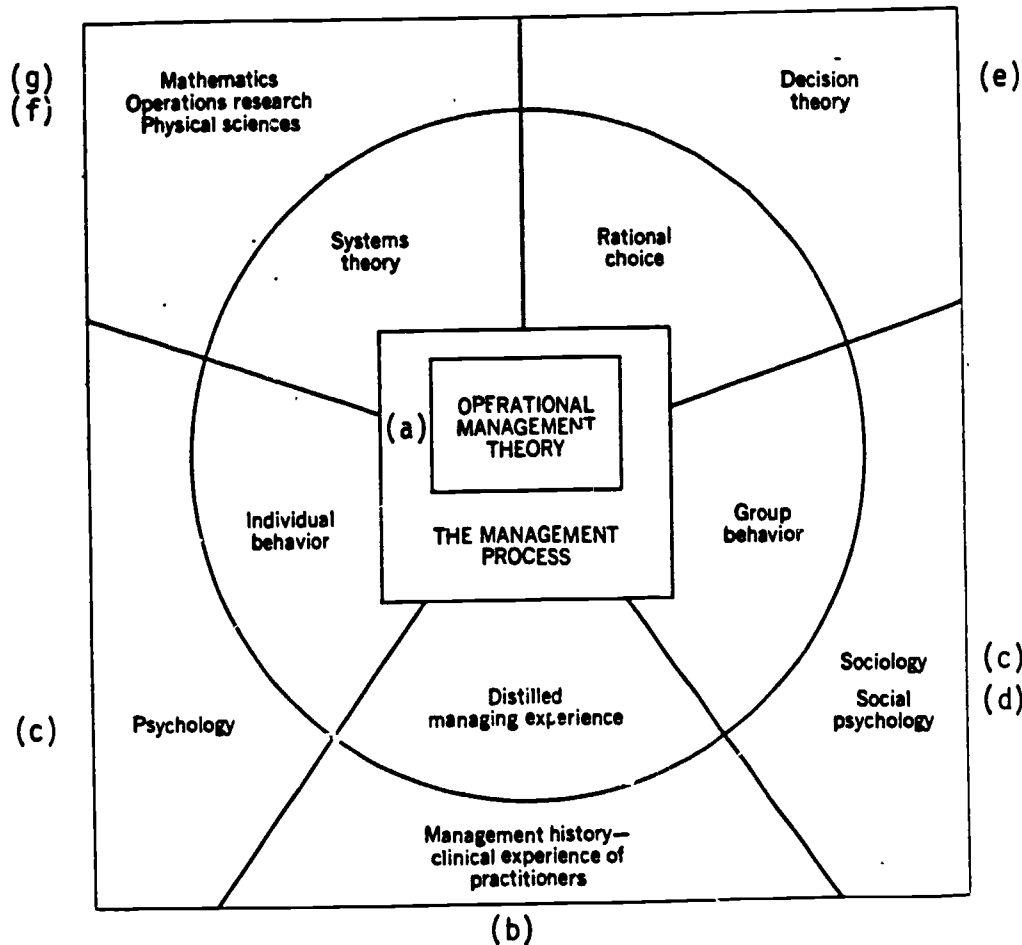 (g)
(f)
Mathematics
Operations research
Physical sciences
Decision
theory
(e)
Systems
theory
Rational
choice
(a)
OPERATIONAL
MANAGEMENT
THEORY
THE MANAGEMENT
PROCESS
Individual
behavior
Group
behavior
Distilled
managing experience
(c)
Psychology
Sociology
(c)
Social
psychology
(d)
Management history—
clinical experience of
practitioners
(b)